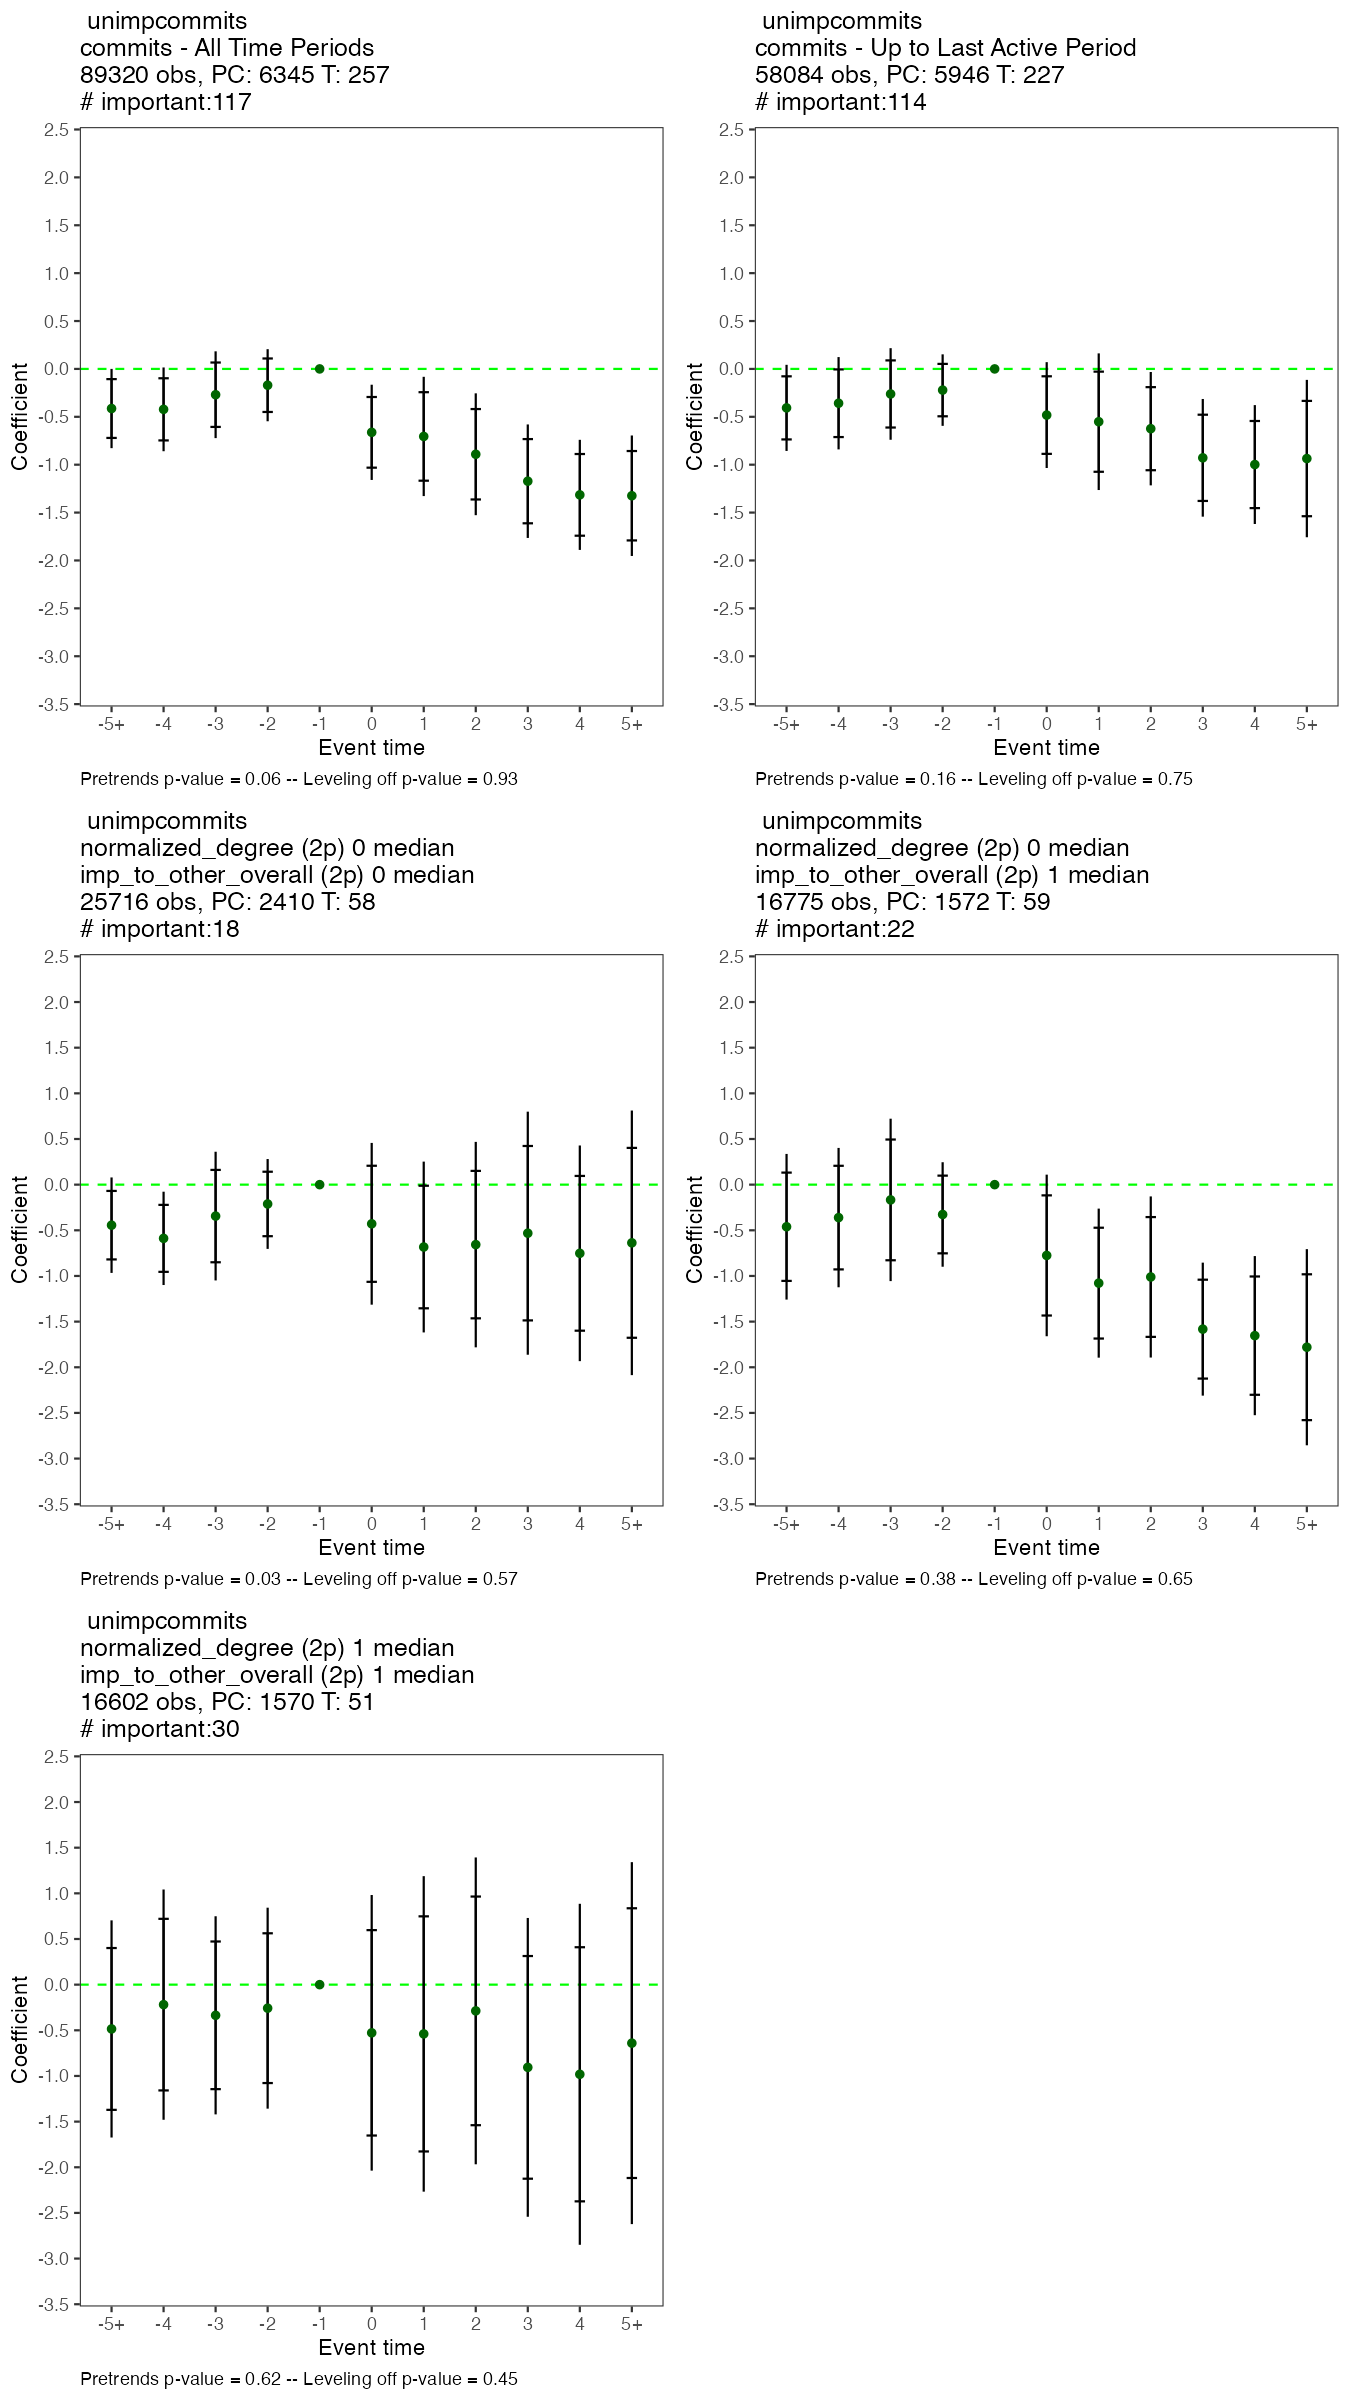 unimpcommits
commits - All Time Periods
89320 obs, PC: 6345 T: 257
# important:117
2.5
2.0
1.5
1.0
0.5
0.0
-0.5
-1.0
-1.5
-2.0
-2.5
-3.0
-3.5
Coefficient
-5+ -4 -3 -2 -1 0 1 2 3 4 5+
Event time
Pretrends p-value = 0.06 -- Leveling off p-value = 0.93
unimpcommits
commits - Up to Last Active Period
58084 obs, PC: 5946 T: 227
# important:114
2.5
2.0
1.5
1.0
0.5
0.0
-0.5
-1.0
-1.5
-2.0
-2.5
-3.0
-3.5
Coefficient
-5+ -4 -3 -2 -1 0 1 2 3 4 5+
Event time
Pretrends p-value = 0.16 -- Leveling off p-value = 0.75
unimpcommits
normalized_degree (2p) 0 median
imp_to_other_overall (2p) 0 median
25716 obs, PC: 2410 T: 58
# important:18
2.5
2.0
1.5
1.0
0.5
0.0
-0.5
-1.0
-1.5
-2.0
-2.5
-3.0
-3.5
Coefficient
-5+ -4 -3 -2 -1 0 1 2 3 4 5+
Event time
Pretrends p-value = 0.03 -- Leveling off p-value = 0.57
unimpcommits
normalized_degree (2p) 0 median
imp_to_other_overall (2p) 1 median
16775 obs, PC: 1572 T: 59
# important:22
2.5
2.0
1.5
1.0
0.5
0.0
-0.5
-1.0
-1.5
-2.0
-2.5
-3.0
-3.5
Coefficient
-5+ -4 -3 -2 -1 0 1 2 3 4 5+
Event time
Pretrends p-value = 0.38 -- Leveling off p-value = 0.65
unimpcommits
normalized_degree (2p) 1 median
imp_to_other_overall (2p) 1 median
16602 obs, PC: 1570 T: 51
# important:30
2.5
2.0
1.5
1.0
0.5
0.0
-0.5
-1.0
-1.5
-2.0
-2.5
-3.0
-3.5
Coefficient
-5+ -4 -3 -2 -1 0 1 2 3 4 5+
Event time
Pretrends p-value = 0.62 -- Leveling off p-value = 0.45